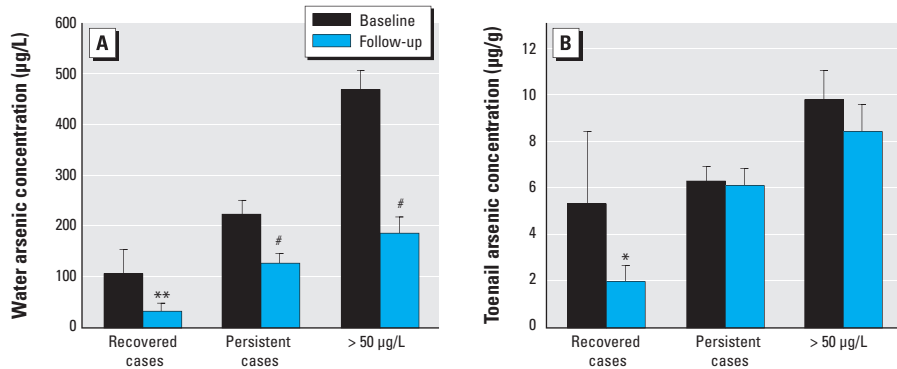 A
Baseline
Follow-up
Water arsenic concentration (µg/L)
600
500
400
300
200
100
0
**
#
#
Recovered cases
Persistent cases
> 50 µg/L
B
Toenail arsenic concentration (µg/g)
12
10
8
6
4
2
0
*
Recovered cases
Persistent cases
> 50 µg/L